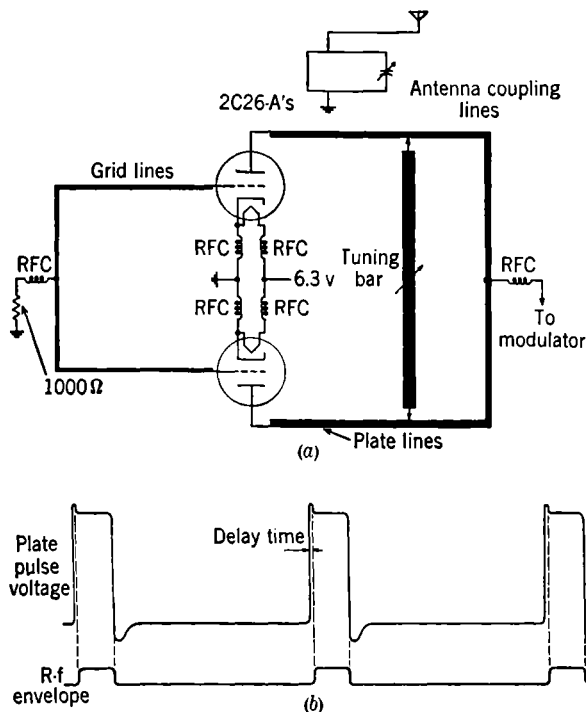 2C26-A's
Antenna coupling
lines
Grid lines
RFC
RFC
RFC
6.3 v
Tuning
bar
RFC
RFC
RFC
To
modulator
1000Ω
Plate lines
(a)
Plate
pulse
voltage
Delay time
R-f
envelope
(b)